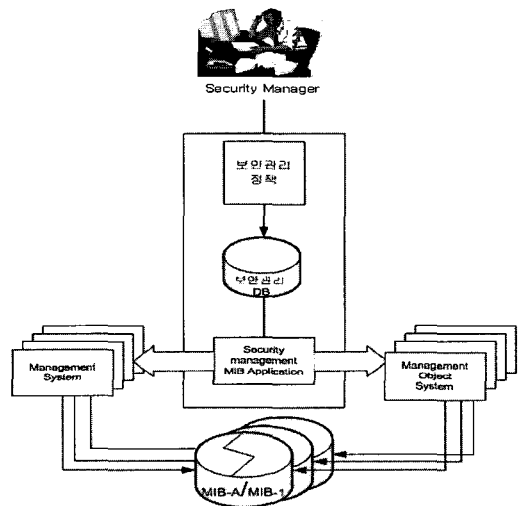 Security Manager
보안관리
정책
보안관리
DB
Security
management
MIB Application
Management
System
Management
Object
System
MIB-A/MIB-1